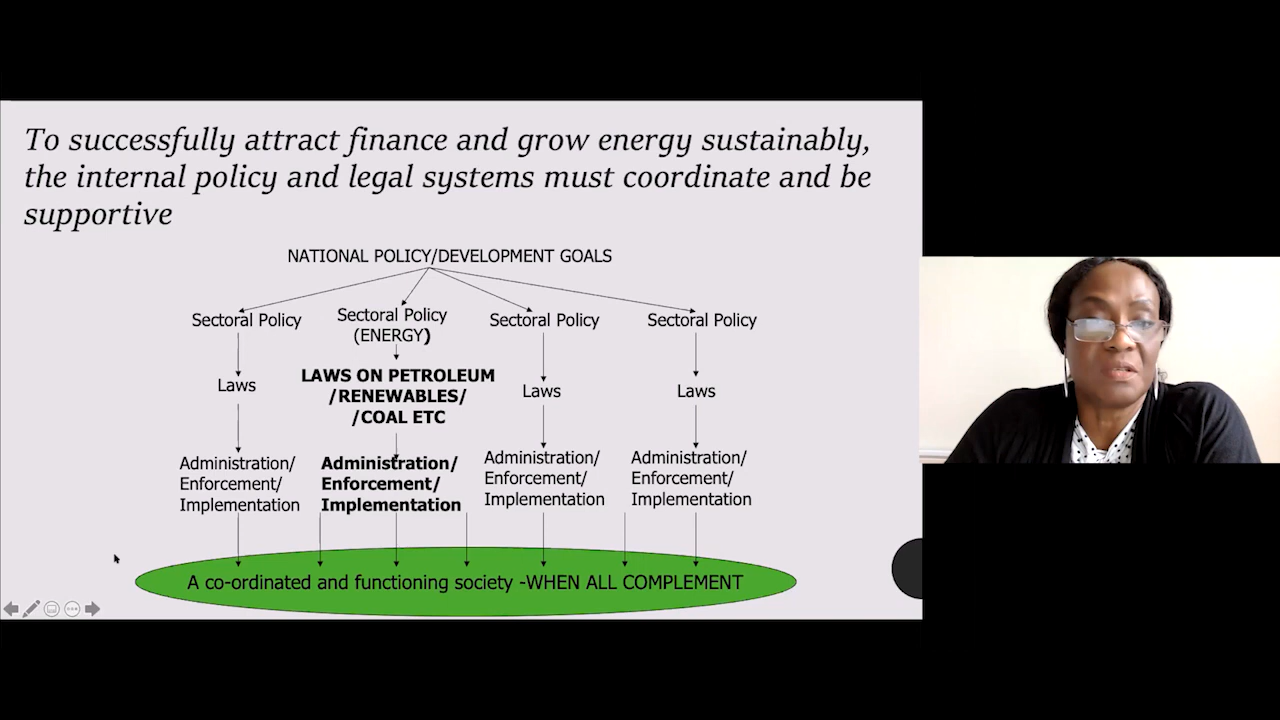 To successfully attract finance and grow energy sustainably,
the internal policy and legal systems must coordinate and be
supportive
NATIONAL POLICY/DEVELOPMENT GOALS
Sectoral Policy
Sectoral Policy
(ENERGY)
Sectoral Policy
Sectoral Policy
Laws
LAWS ON PETROLEUM
/RENEWABLES/
/COAL ETC
Laws
Laws
Administration/
Enforcement/
Implementation
Administration/
Enforcement/
Implementation
Administration/
Enforcement/
Implementation
Administration/
Enforcement/
Implementation
A co-ordinated and functioning society -WHEN ALL COMPLEMENT